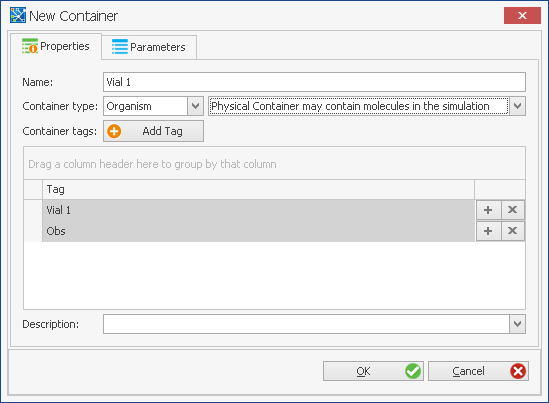 New Container
Properties Parameters
Name: Vial 1
Container type: Organism Physical Container may contain molecules in the simulation
Container tags: Add Tag
Drag a column header here to group by that column
Tag
Vial 1
Obs
Description:
OK Cancel